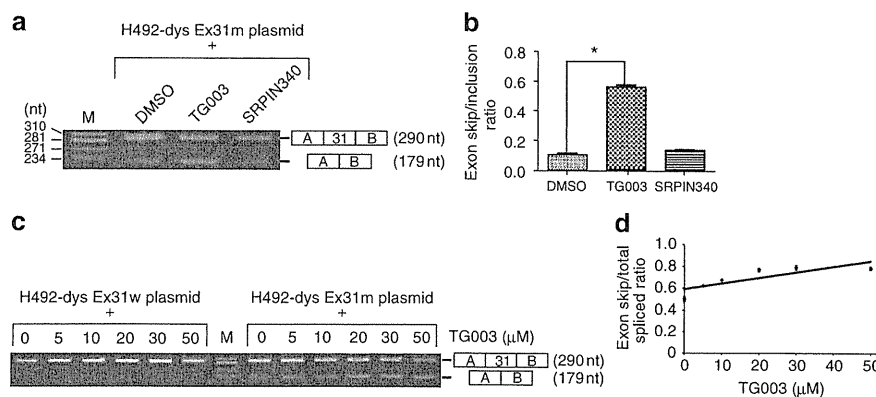 a
H492-dys Ex31m plasmid
+
(nt)
M
DMSO
TG003
SRPIN340
310
281
271
234
A 31 B (290 nt)
A B (179 nt)
b
Exon skip/inclusion
ratio
0.8
0.6
0.4
0.2
0.0
*
DMSO TG003 SRPIN340
c
H492-dys Ex31w plasmid
+
H492-dys Ex31m plasmid
+
0 5 10 20 30 50 M 0 5 10 20 30 50 TG003 (μM)
A 31 B (290 nt)
A B (179 nt)
d
Exon skip/total
spliced ratio
1.0
0.8
0.6
0.4
0.2
0
0 10 20 30 40 50
TG003 (μM)